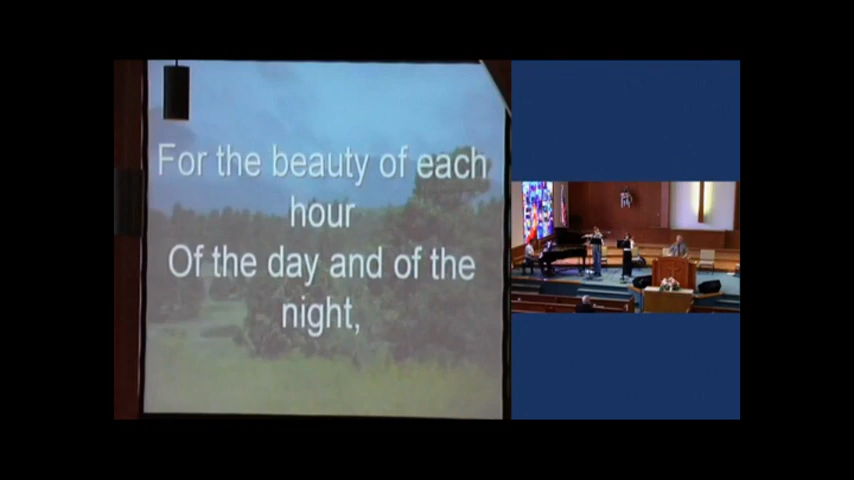 For the beauty of each
hour
Of the day and of the
night,